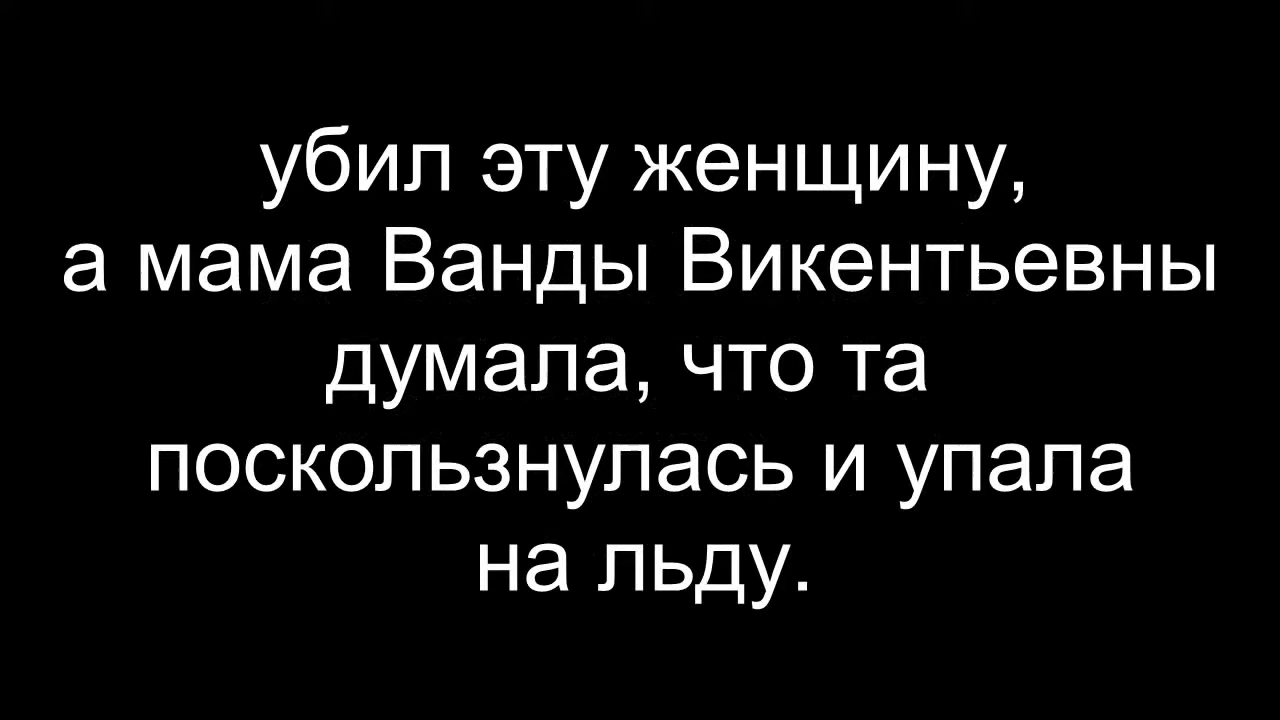 убил эту женщину,
а мама Ванды Викентьевны
думала, что та
поскользнулась и упала
на льду.